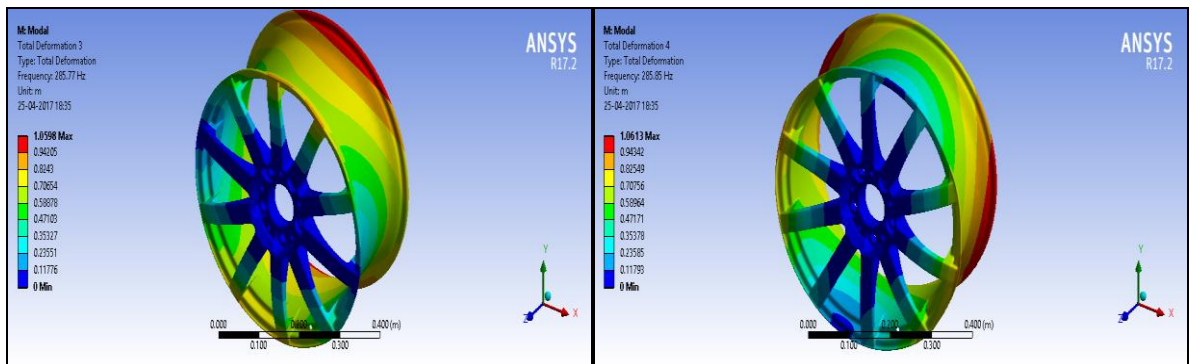 M: Modal
Total Deformation 3
Type: Total Deformation
Frequency: 285.77 Hz
Unit: m
25-04-2017 18:35
1.0598 Max
0.94205
0.8243
0.70654
0.58878
0.47103
0.35327
0.23551
0.11776
0 Min
ANSYS
R17.2
Y
X
Z
0.000
0.200
0.400 (m)
0.100
0.300
M: Modal
Total Deformation 4
Type: Total Deformation
Frequency: 285.85 Hz
Unit: m
25-04-2017 18:35
1.0613 Max
0.94342
0.82549
0.70756
0.58964
0.47171
0.35378
0.23585
0.11793
0 Min
ANSYS
R17.2
Y
X
Z
0.000
0.200
0.400 (m)
0.100
0.300